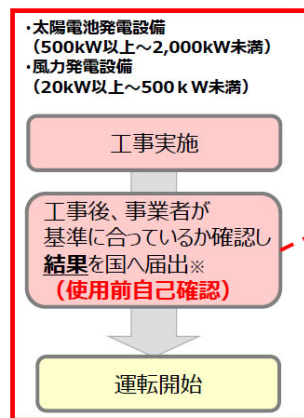 ・太陽電池発電設備
（500kW以上～2,000kW未満）
・風力発電設備
（20kW以上～500ｋW未満）
工事実施
工事後、事業者が
基準に合っているか確認し
結果を国へ届出※
（使用前自己確認）
運転開始